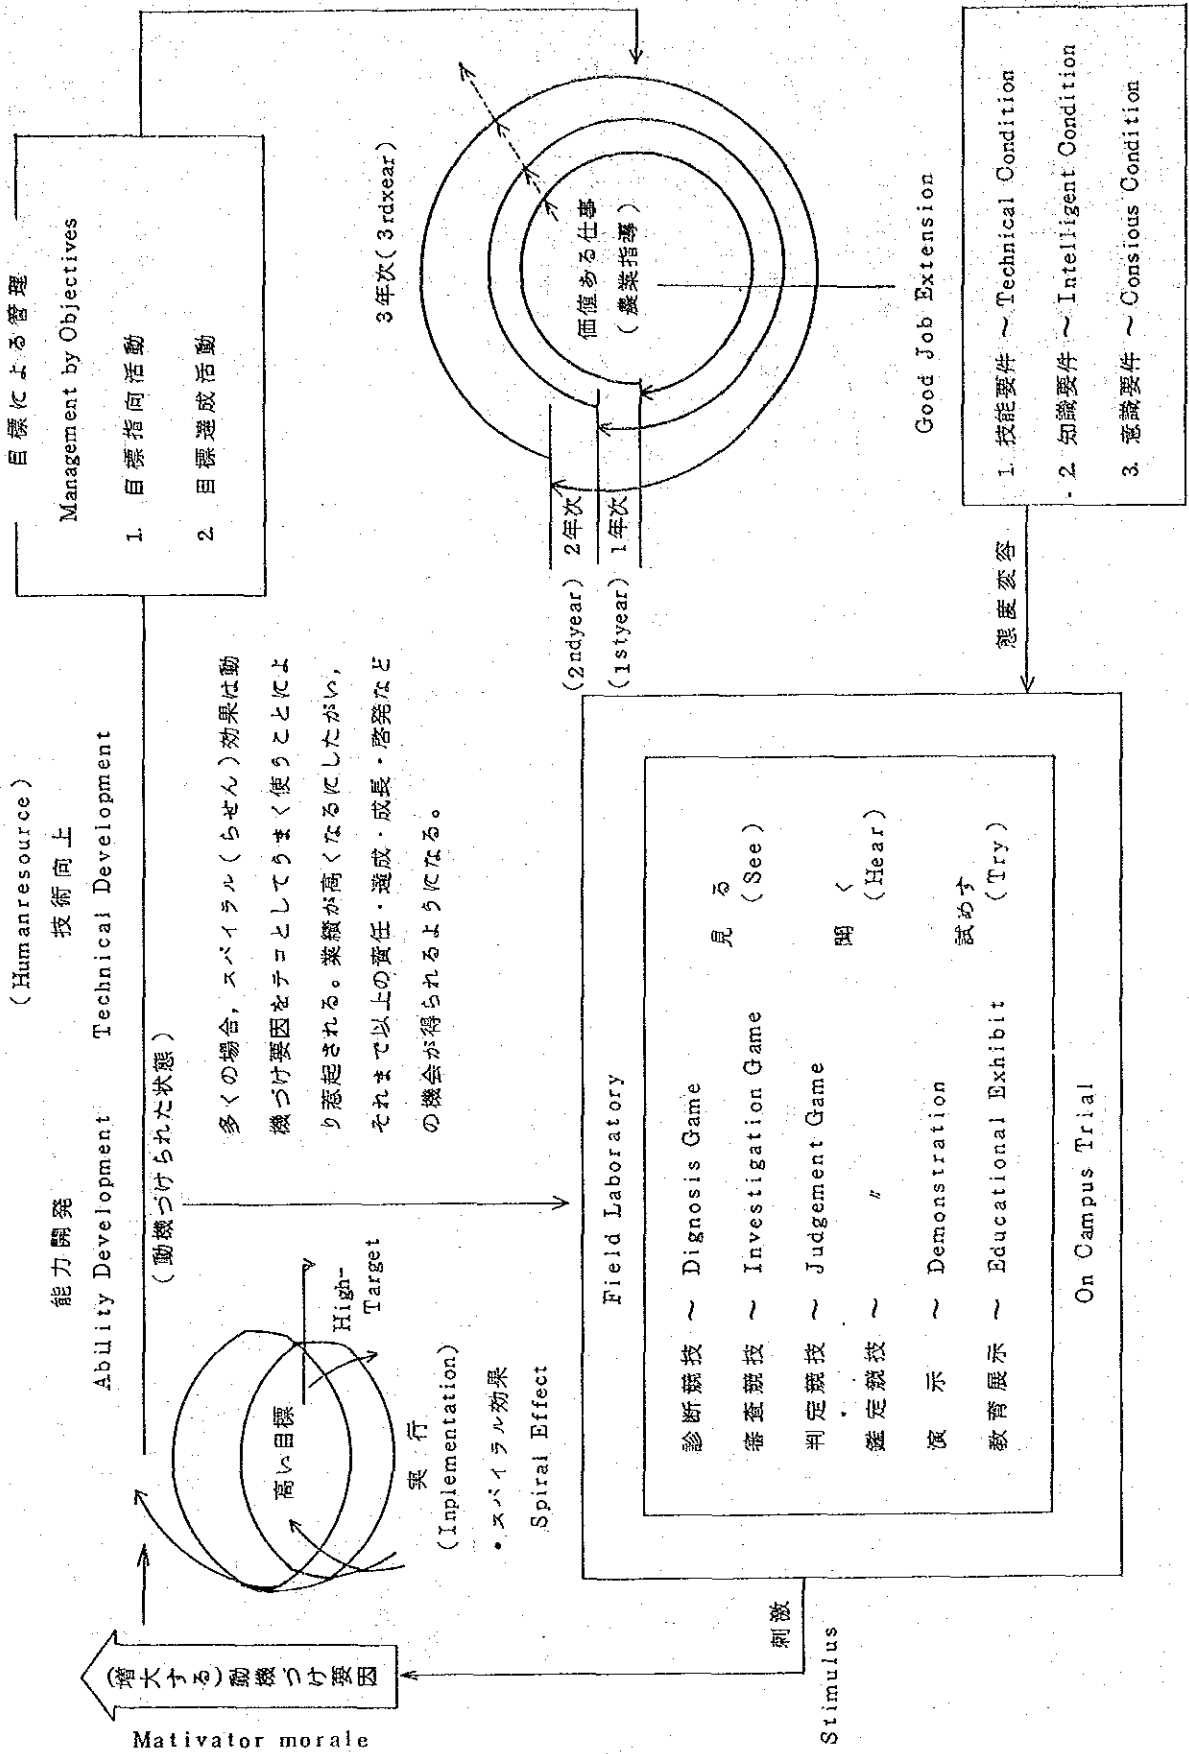 (Humanresource)
能力開発　技術向上
Ability Development　Technical Development
(動機づけられた状態)
目標による管理
Management by Objectives
1. 目標指向活動
2. 目標達成活動
(増大する)動機づけ要因
Mativator morale
高い目標
High-
Target
実行
(Inplementation)
・スパイラル効果
Spiral Effect
多くの場合，スパイラル(らせん)効果は動
機づけ要因をテコとしてうまく使うことによ
り惹起される。業績が高くなるにしたがい，
それまで以上の責任・達成・成長・啓発など
の機会が得られるようになる。
3年次(3rdxear)
価値ある仕事
(農業指導)
(2ndyear) 2年次
(1styear) 1年次
Good Job Extension
Field Laboratory
診断競技 ～ Dignosis Game
審査競技 ～ Investigation Game
判定競技 ～ Judgement Game
鑑定競技 ～ 〃
演示 ～ Demonstration
教育展示 ～ Educational Exhibit
見る
(See)
聞く
(Hear)
試めす
(Try)
On Campus Trial
刺激
Stimulus
態度変容
1. 技能要件 ～Technical Condition
2. 知識要件 ～Intelligent Condition
3. 意識要件 ～Consious Condition